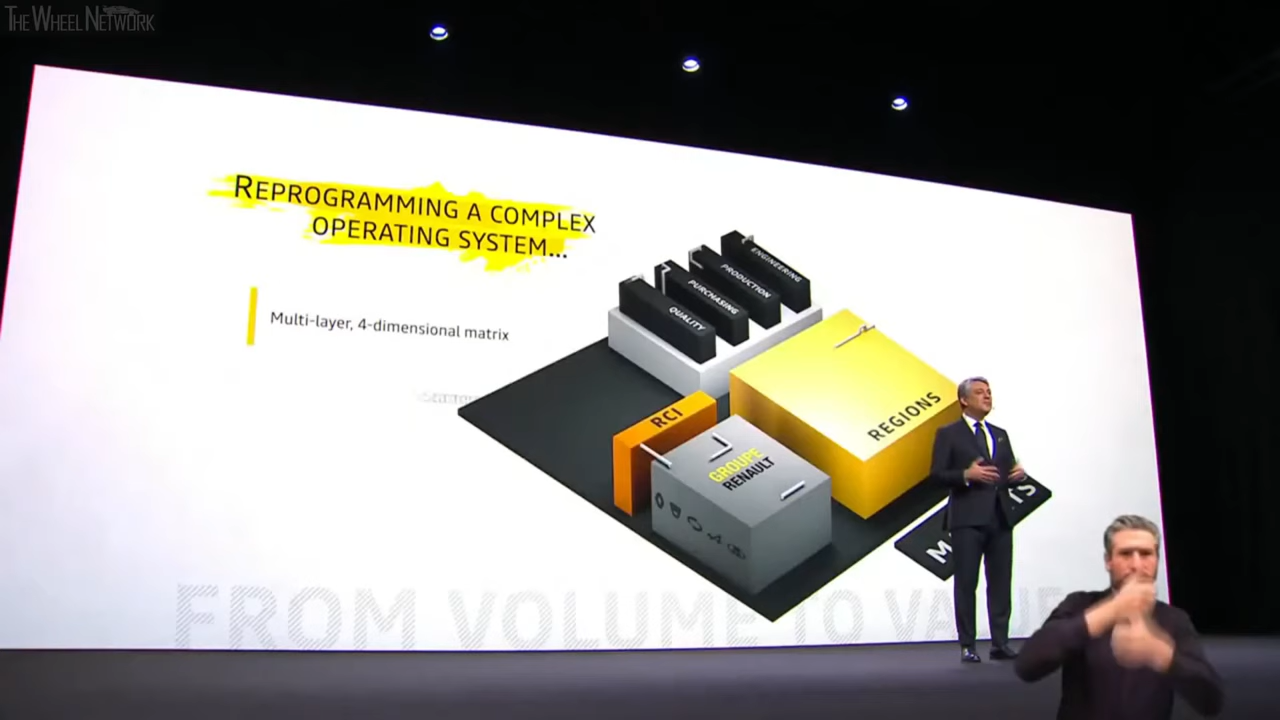 THE WHEEL NETWORK
REPROGRAMMING A COMPLEX
OPERATING SYSTEM...
Multi-layer, 4-dimensional matrix
ENGINEERING
PRODUCTION
PURCHASING
QUALITY
REGIONS
RCI
GROUPE
RENAULT
FROM VOLUME TO